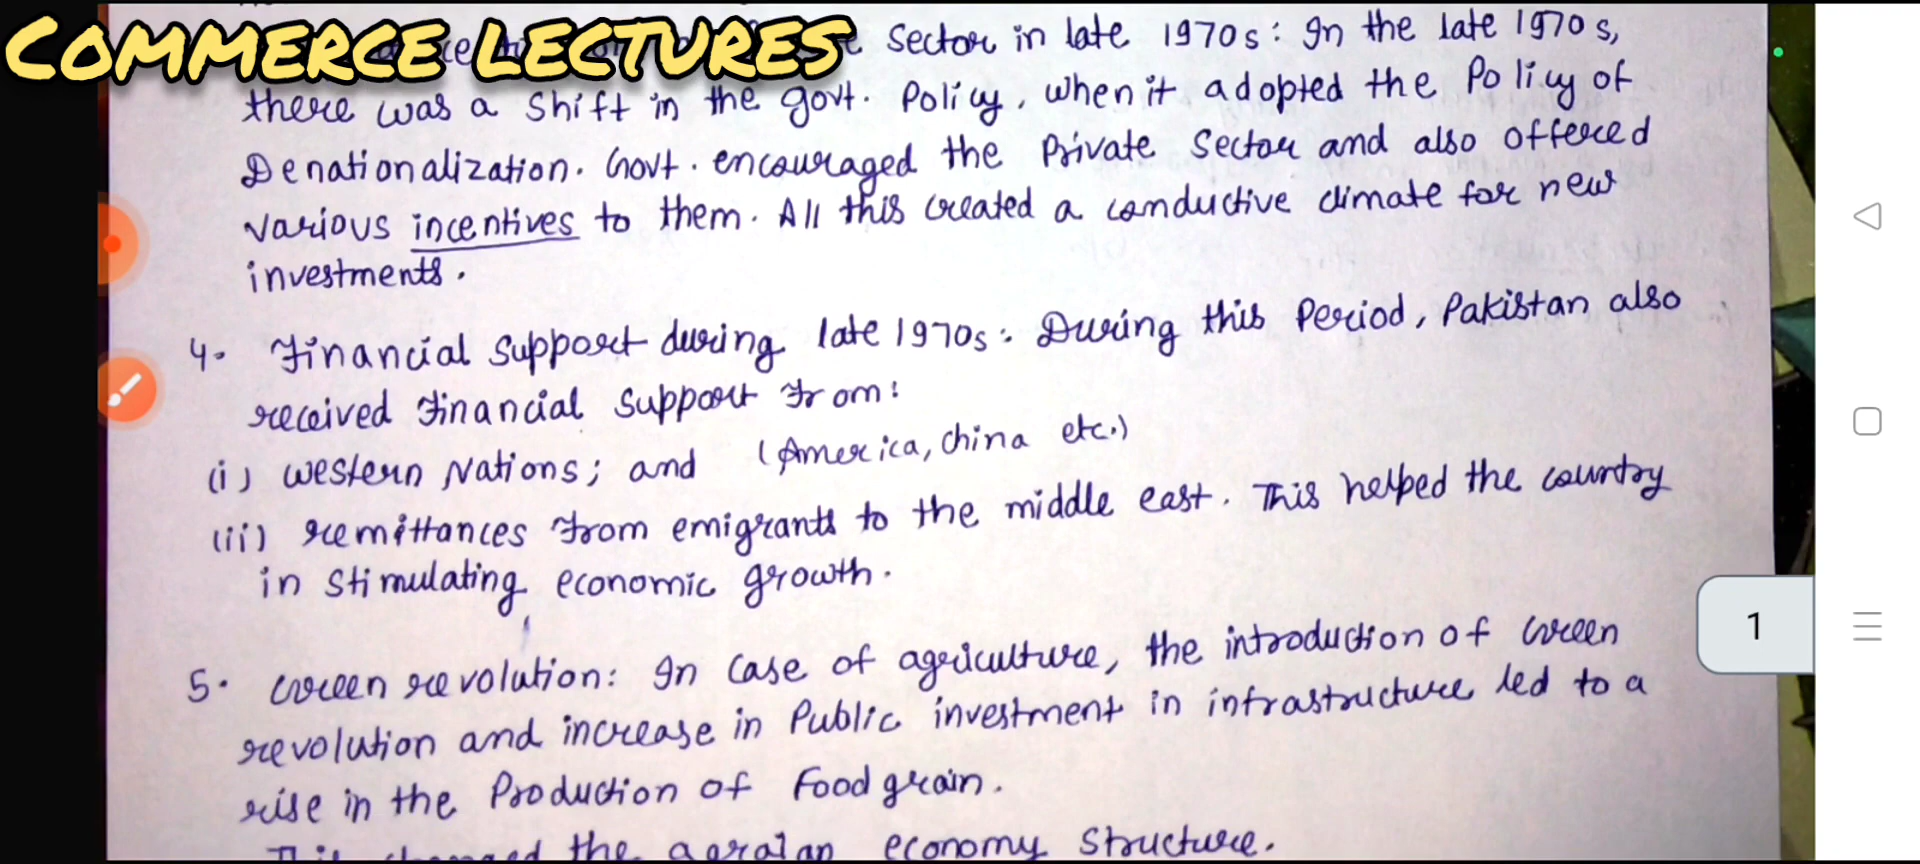 COMMERCE LECTURES
Sector in late 1970s: In the late 1970s,
there was a shift in the govt. Policy, when it adopted the Policy of
Denationalization. Govt. encouraged the Private Sector and also offered
various incentives to them. All this created a conductive climate for new
investments.
4. Financial support during late 1970s: During this Period, Pakistan also
received financial support from:
(i) western Nations; and (America, china etc.)
(ii) remittances from emigrants to the middle east. This helped the country
in stimulating economic growth.
5. Green revolution: In case of agriculture, the introduction of Green
revolution and increase in Public investment in infrastructure led to a
rise in the Production of Food grain.
the economy structure.
1